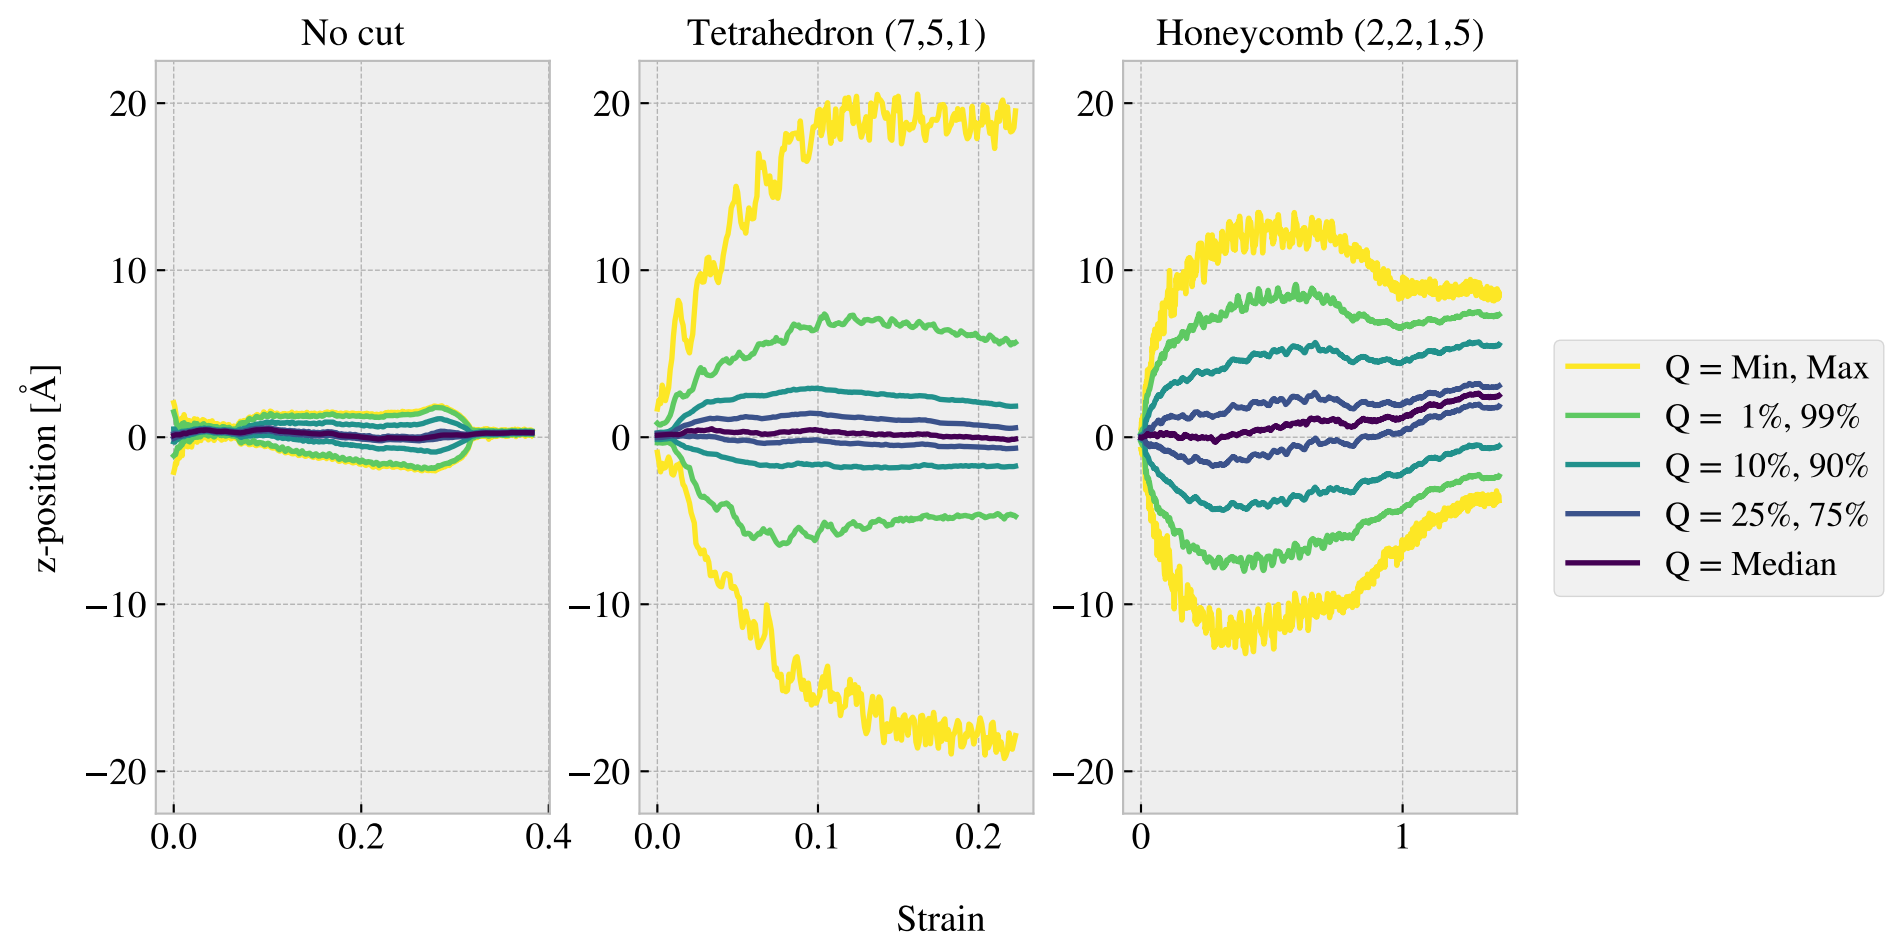 No cut
Tetrahedron (7,5,1)
Honeycomb (2,2,1,5)
z-position [Å]
20
10
0
−10
−20
0.0 0.2 0.4
20
10
0
−10
−20
0.0 0.1 0.2
20
10
0
−10
−20
0 1
Strain
Q = Min, Max
Q = 1%, 99%
Q = 10%, 90%
Q = 25%, 75%
Q = Median